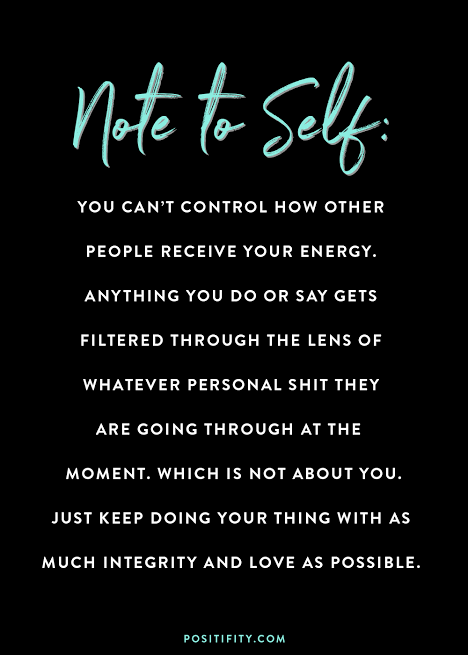 Note to Self:
YOU CAN'T CONTROL HOW OTHER
PEOPLE RECEIVE YOUR ENERGY.
ANYTHING YOU DO OR SAY GETS
FILTERED THROUGH THE LENS OF
WHATEVER PERSONAL SHIT THEY
ARE GOING THROUGH AT THE
MOMENT. WHICH IS NOT ABOUT YOU.
JUST KEEP DOING YOUR THING WITH AS
MUCH INTEGRITY AND LOVE AS POSSIBLE.
POSITIFITY.COM